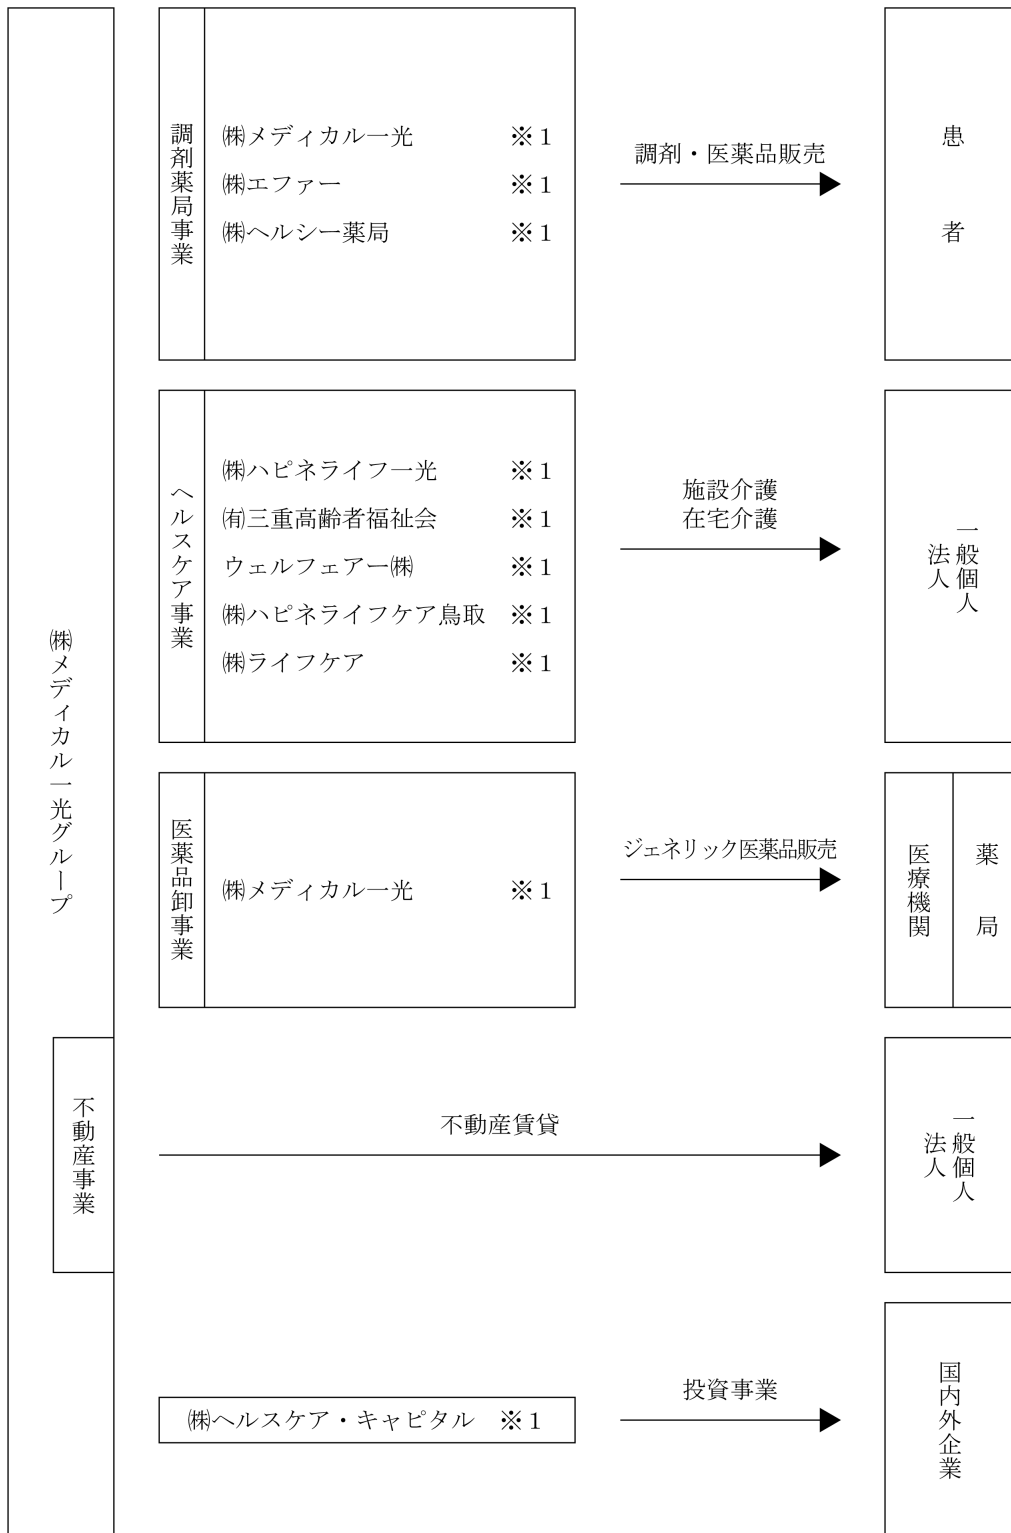 ㈱メディカル一光グループ
調剤薬局事業
㈱メディカル一光 ※1
㈱エファー ※1
㈱ヘルシー薬局 ※1
調剤・医薬品販売
患者
ヘルスケア事業
㈱ハピネライフ一光 ※1
㈲三重高齢者福祉会 ※1
ウェルフェアー㈱ ※1
㈱ハピネライフケア鳥取 ※1
㈱ライフケア ※1
施設介護
在宅介護
一般個人
法人
医薬品卸事業
㈱メディカル一光 ※1
ジェネリック医薬品販売
医療機関
薬局
不動産事業
不動産賃貸
一般個人
法人
㈱ヘルスケア・キャピタル ※1
投資事業
国内外企業